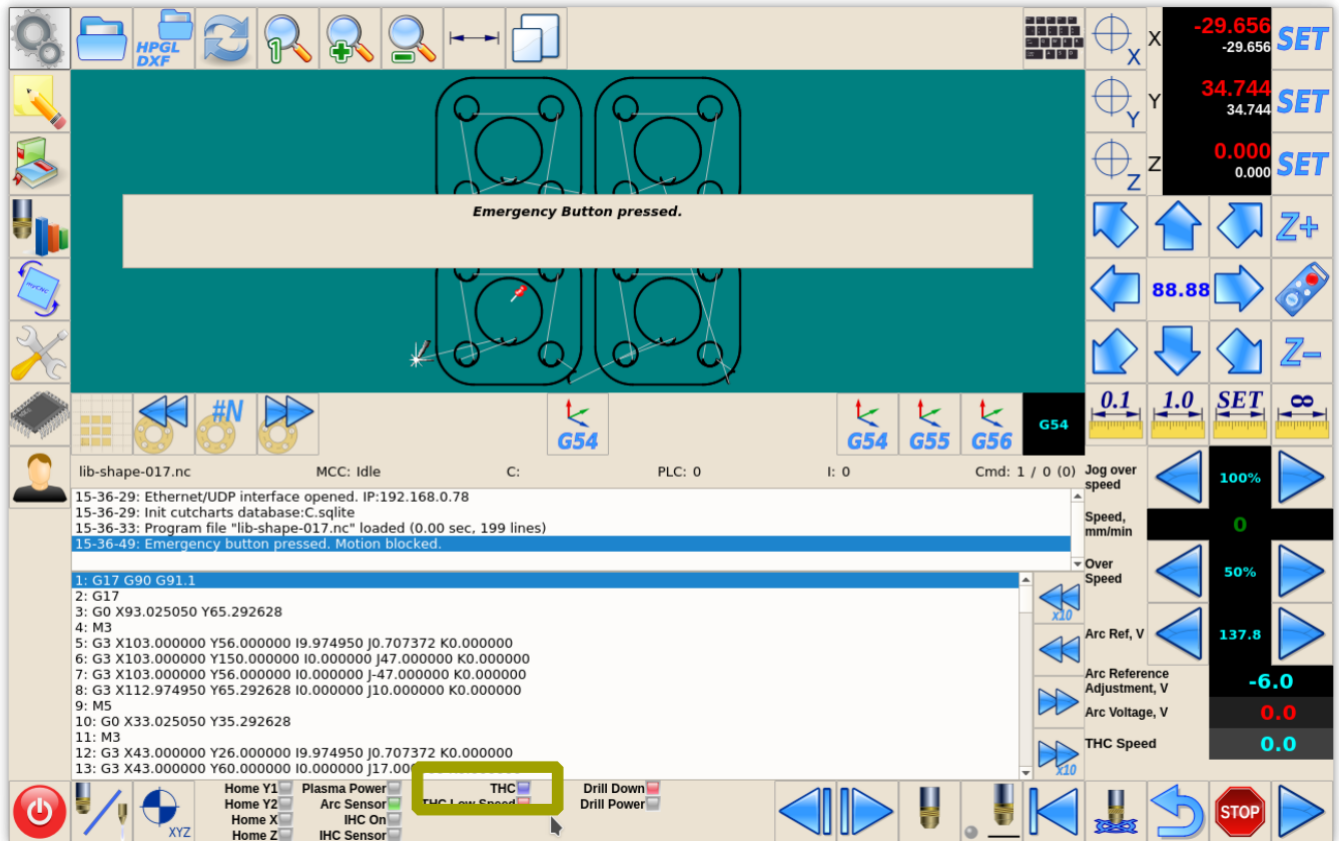 HPGL
DXF
1
X
X
-29.656
-29.656
SET
Y
Y
34.744
34.744
SET
Z
Z
0.000
0.000
SET
Emergency Button pressed.
myCNC
Z+
88.88
Z-
#N
G54
G54
G55
G56
G54
0.1
1.0
SET
∞
lib-shape-017.nc
MCC: Idle
C:
PLC: 0
I: 0
Cmd: 1 / 0 (0)
15-36-29: Ethernet/UDP interface opened. IP:192.168.0.78
15-36-29: Init cutcharts database:C.sqlite
15-36-33: Program file "lib-shape-017.nc" loaded (0.00 sec, 199 lines)
15-36-49: Emergency button pressed. Motion blocked.
Jog over
speed
100%
Speed,
mm/min
0
Over
Speed
50%
Arc Ref, V
137.8
Arc Reference
Adjustment, V
-6.0
Arc Voltage, V
0.0
THC Speed
0.0
1: G17 G90 G91.1
2: G17
3: G0 X93.025050 Y65.292628
4: M3
5: G3 X103.000000 Y56.000000 I9.974950 J0.707372 K0.000000
6: G3 X103.000000 Y150.000000 I0.000000 J47.000000 K0.000000
7: G3 X103.000000 Y56.000000 I0.000000 J-47.000000 K0.000000
8: G3 X112.974950 Y65.292628 I0.000000 J10.000000 K0.000000
9: M5
10: G0 X33.025050 Y35.292628
11: M3
12: G3 X43.000000 Y26.000000 I9.974950 J0.707372 K0.000000
13: G3 X43.000000 Y60.000000 I0.000000
x10
x10
XYZ
Home Y1
Home Y2
Home X
Home Z
Plasma Power
Arc Sensor
IHC On
IHC Sensor
THC
THC Low Speed
Drill Down
Drill Power
STOP